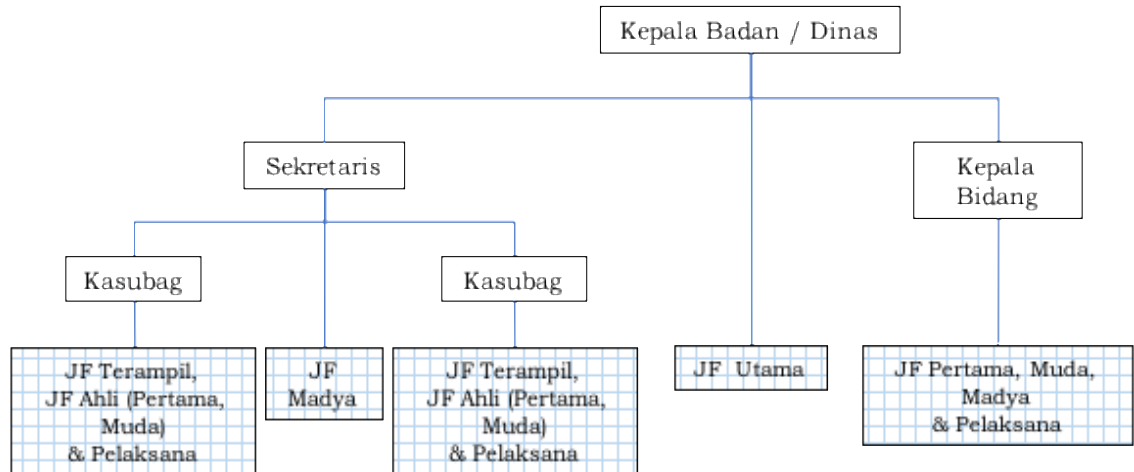 Kepala Badan / Dinas
Sekretaris
Kepala
Bidang
Kasubag
Kasubag
JF Terampil,
JF Ahli (Pertama,
Muda)
& Pelaksana
JF
Madya
JF Terampil,
JF Ahli (Pertama,
Muda)
& Pelaksana
JF Utama
JF Pertama, Muda,
Madya
& Pelaksana